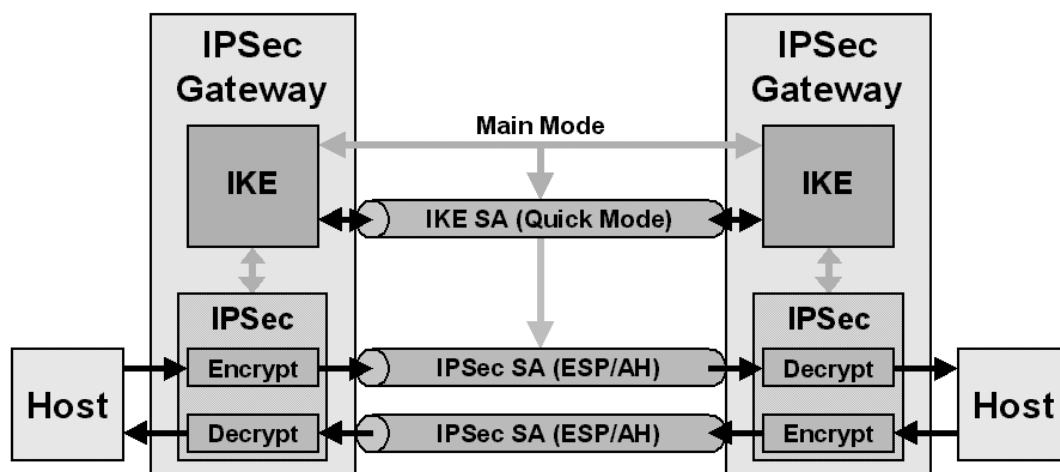 IPSec
Gateway
IPSec
Gateway
Main Mode
IKE
IKE
IKE SA (Quick Mode)
IPSec
IPSec
Host
Encrypt
IPSec SA (ESP/AH)
Decrypt
Host
Decrypt
IPSec SA (ESP/AH)
Encrypt